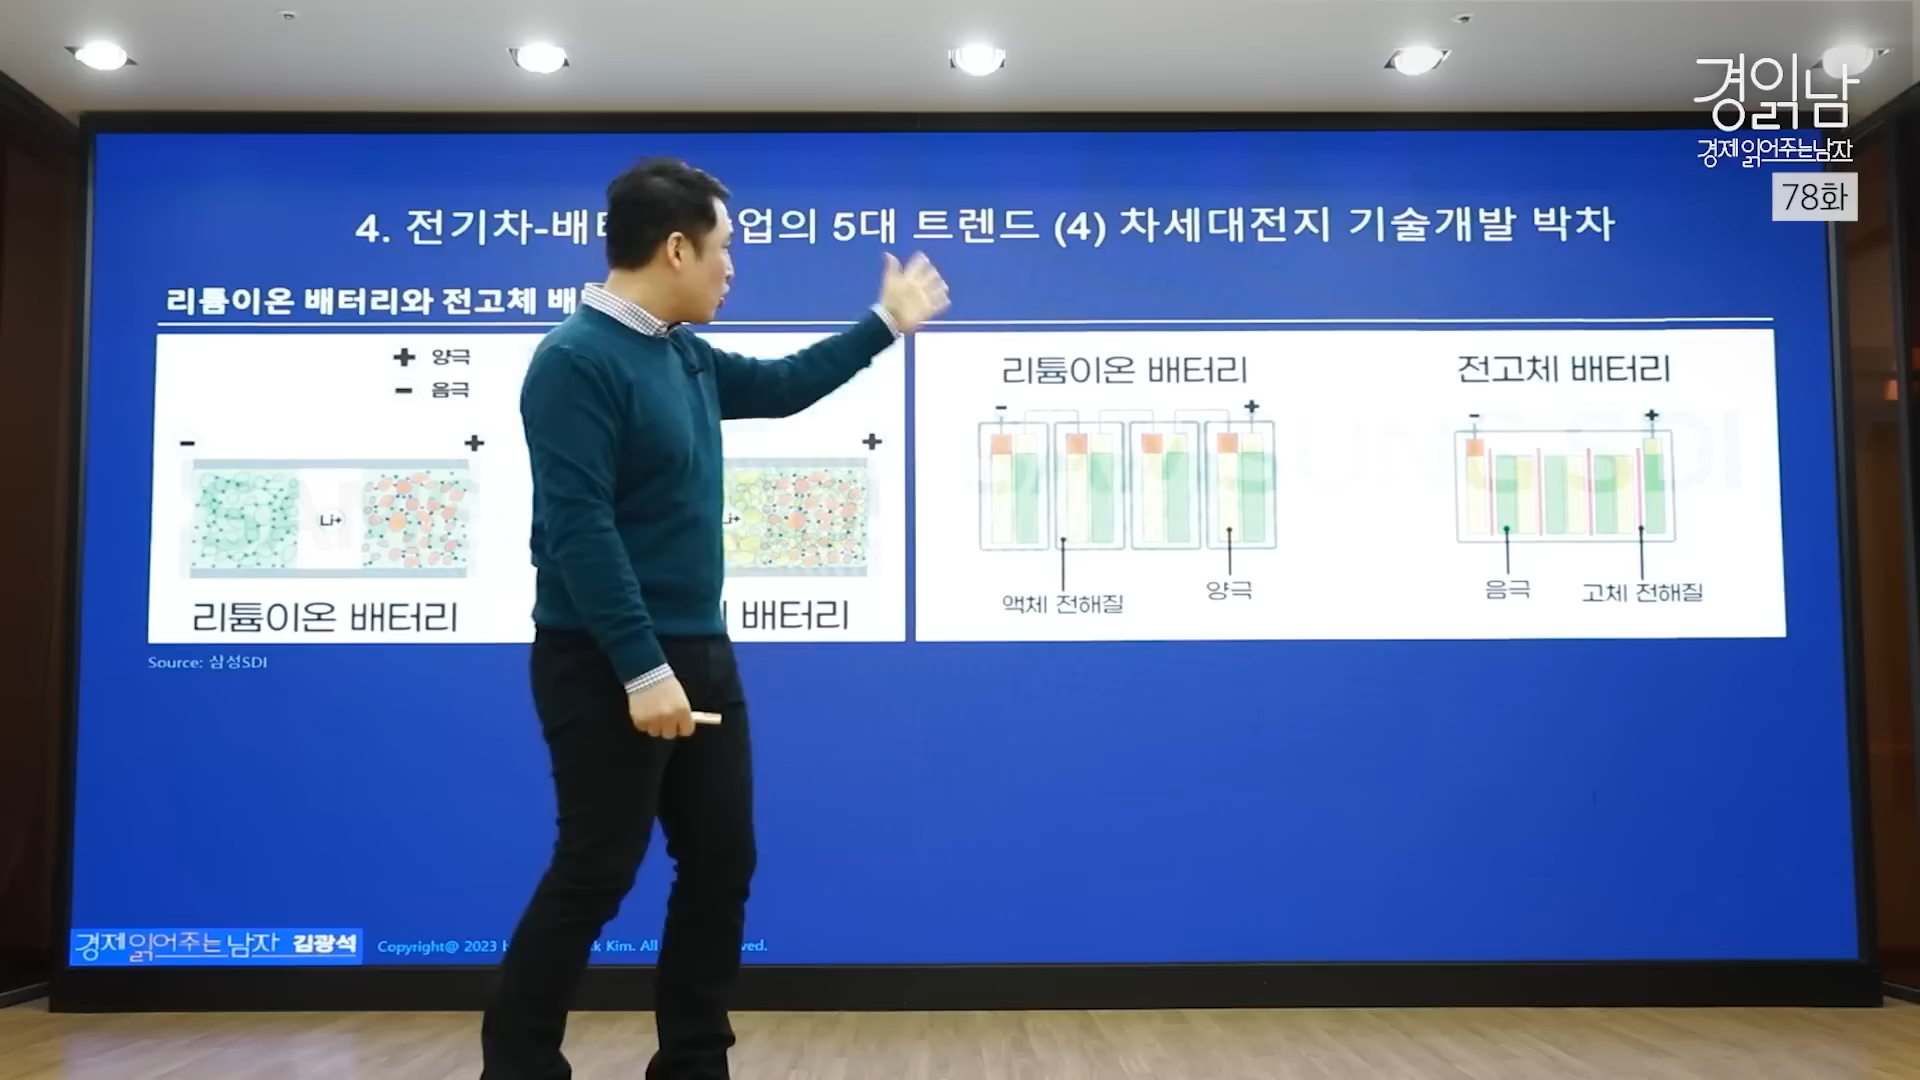 경읽남
경제 읽어주는 남자
78화
4. 전기차-배터 업의 5대 트렌드 (4) 차세대전지 기술개발 박차
리튬이온 배터리와 전고체 배
+ 양극
- 음극
- +
+
Li+
Li+
리튬이온 배터리
배터리
리튬이온 배터리
- +
액체 전해질
양극
전고체 배터리
- +
음극
고체 전해질
SAMSUNG SDI
Source: 삼성SDI
경제 읽어주는 남자 김광석
Copyright@ 2023 Kim. All ved.